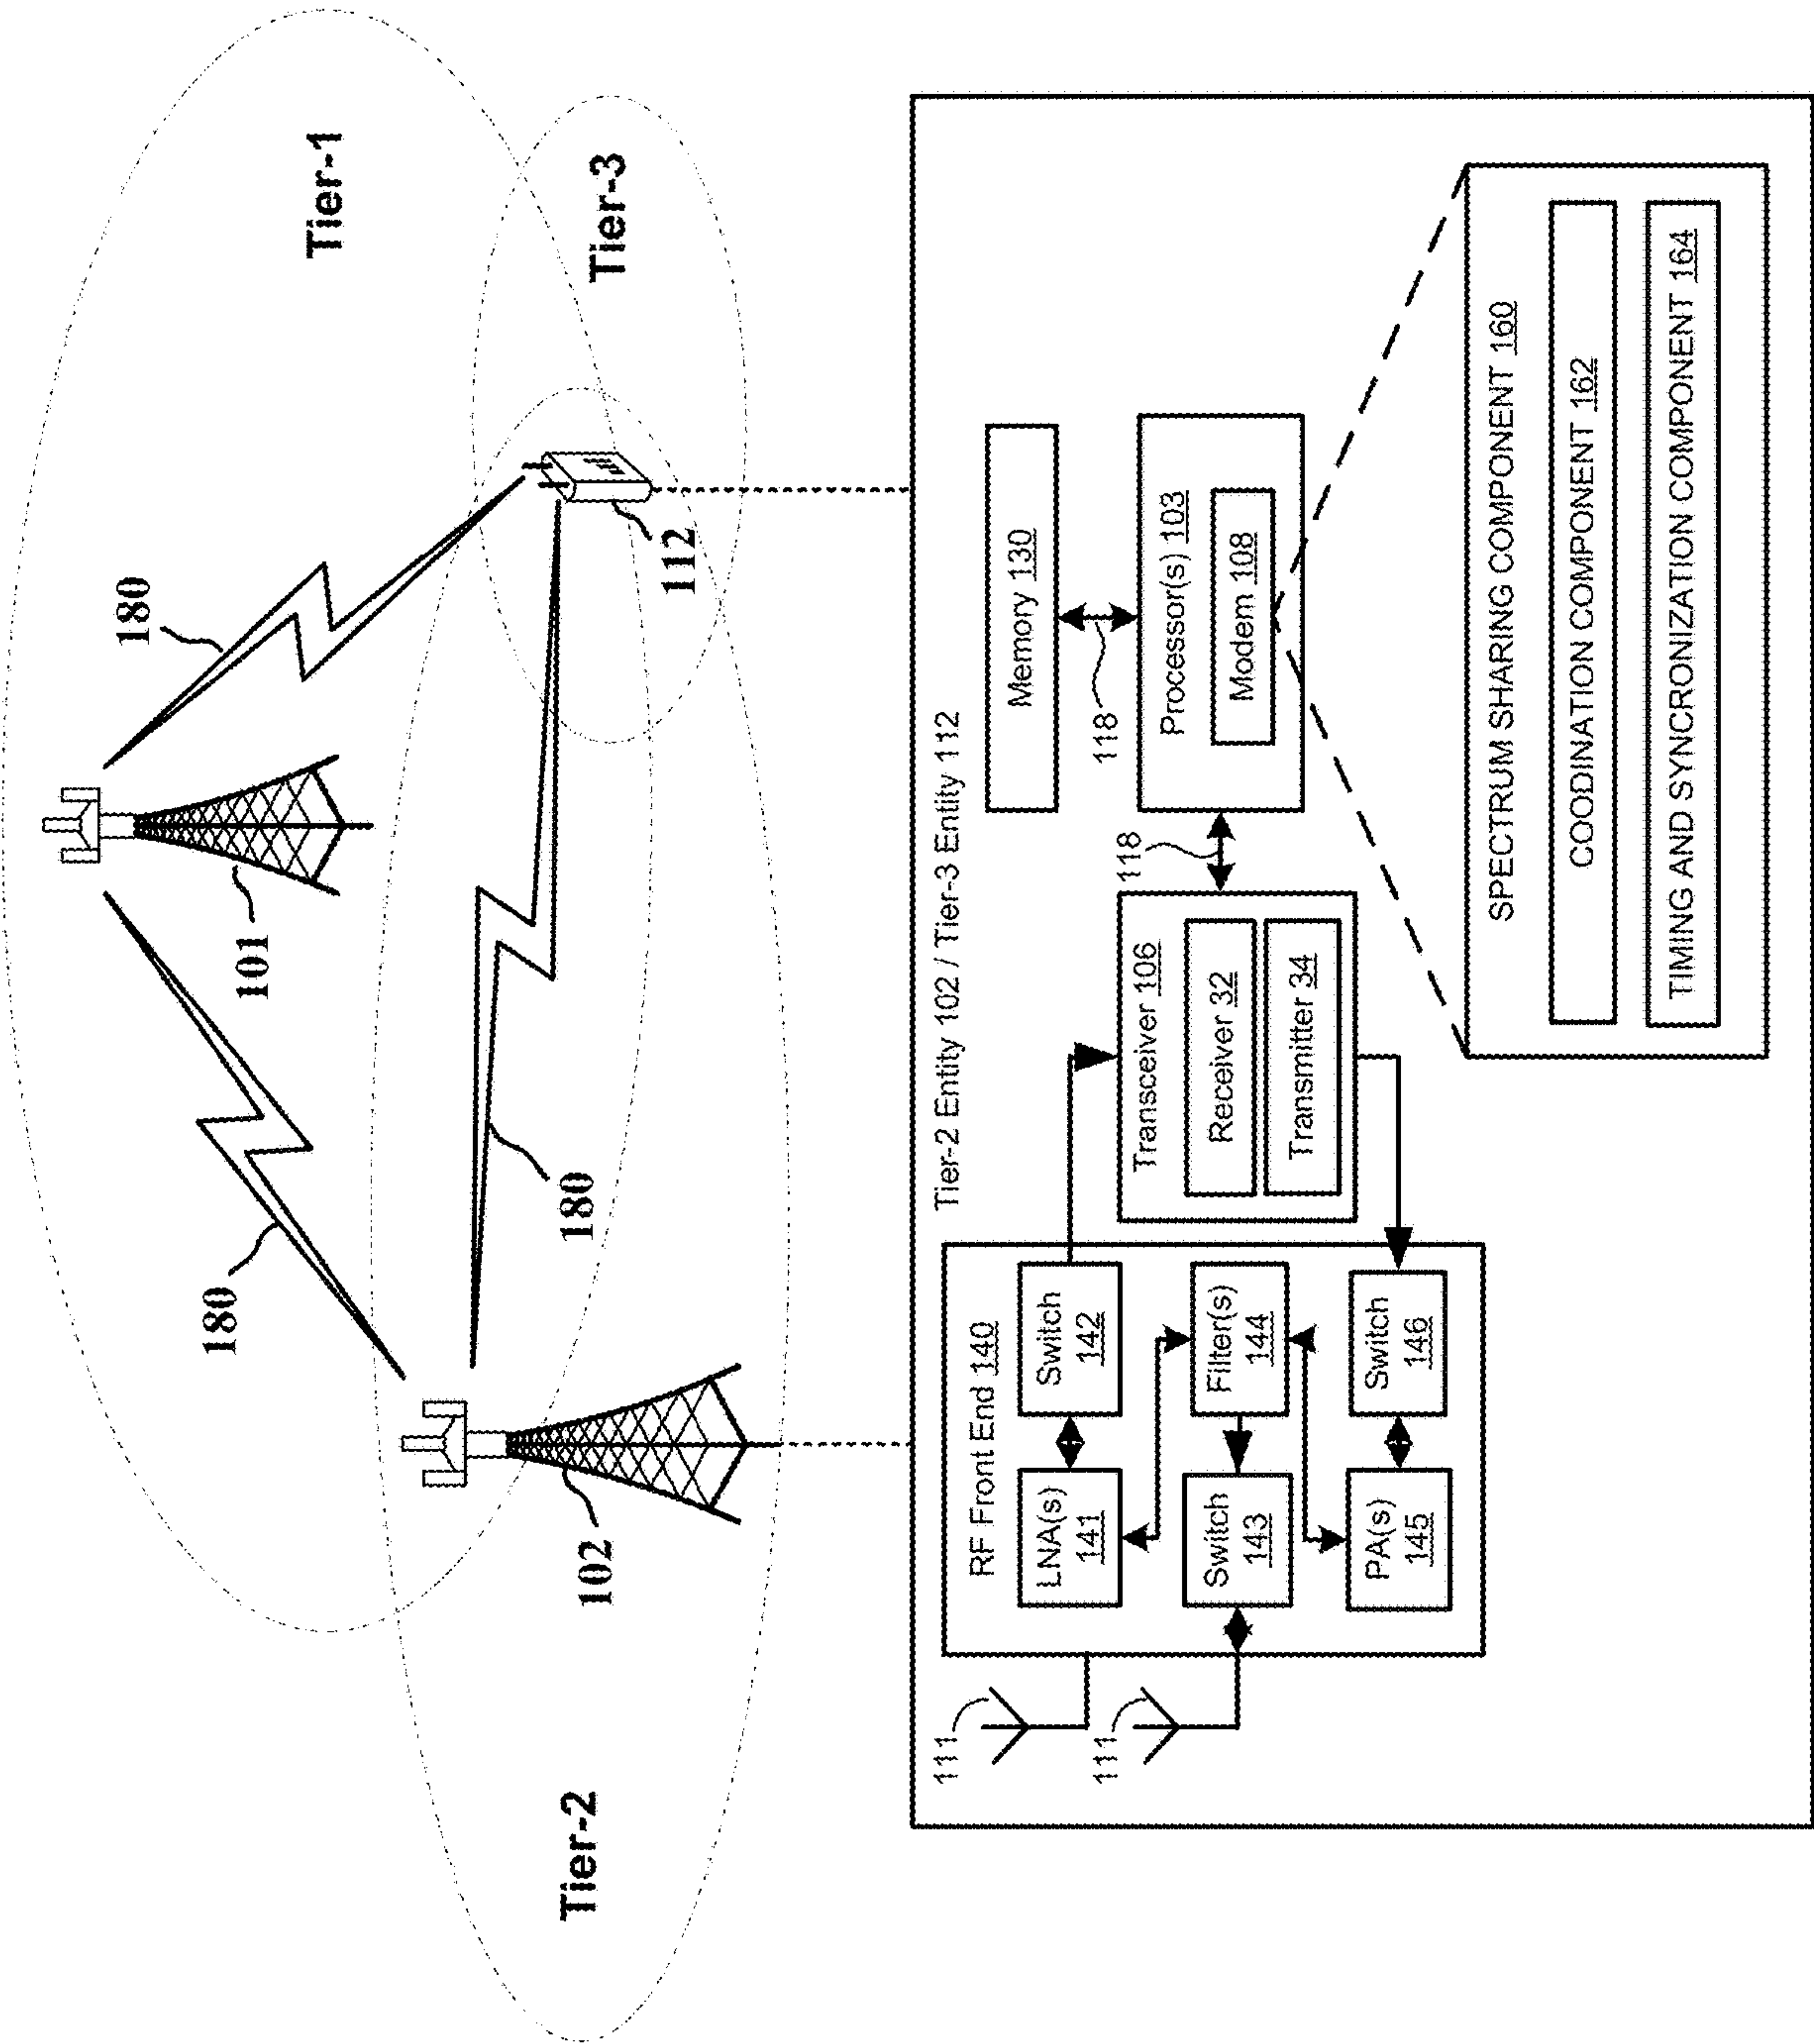 Tier-1
180
101
180
Tier-3
112
180
102
Tier-2
Tier-2 Entity 102 / Tier-3 Entity 112
111
111
RF Front End 140
LNA(s)
141
Switch
142
Switch
143
Filter(s)
144
PA(s)
145
Switch
146
Transceiver 106
Receiver 32
Transmitter 34
118
Memory 130
118
Processor(s) 103
Modem 108
SPECTRUM SHARING COMPONENT 160
COODINATION COMPONENT 162
TIMING AND SYNCRONIZATION COMPONENT 164